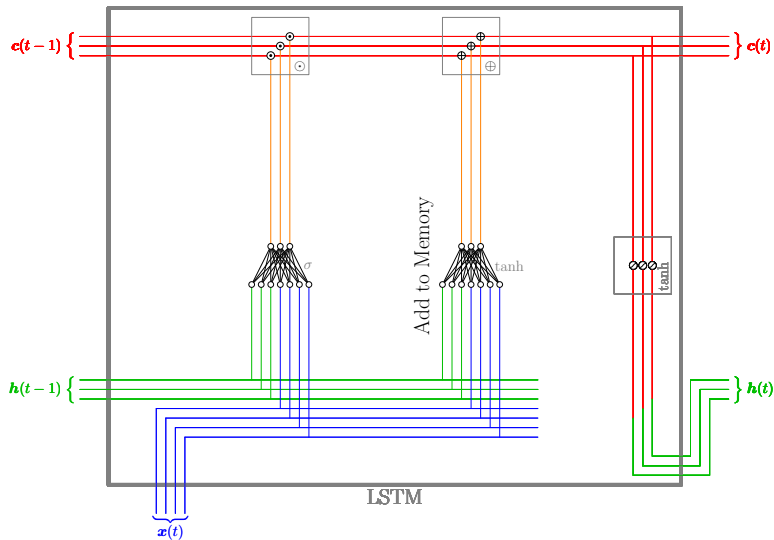 c(t − 1)
c(t)
⊙
⊕
Add to Memory
σ
tanh
tanh
h(t − 1)
h(t)
LSTM
x(t)